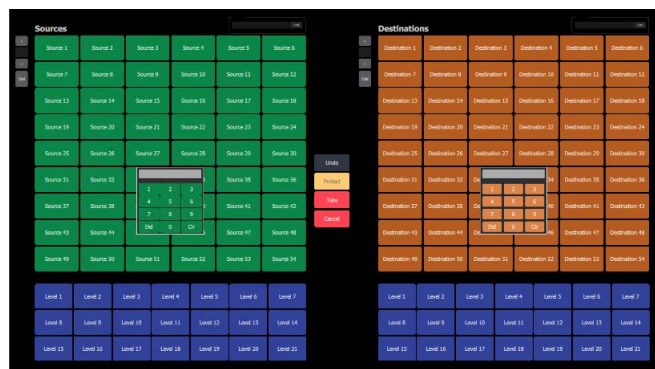 Sources
Source 1 Source 2 Source 3 Source 4 Source 5 Source 6
Source 7 Source 8 Source 9 Source 10 Source 11 Source 12
Source 13 Source 14 Source 15 Source 16 Source 17 Source 18
Source 19 Source 20 Source 21 Source 22 Source 23 Source 24
Source 25 Source 26 Source 27 Source 28 Source 29 Source 30
Source 31 Source 32 Source 35 Source 36
1 2 3
Source 37 Source 38 Source 41 Source 42
4 5 6
7 8 9
Source 43 Source 44 Source 47 Source 48
Del 0 Clr
Source 49 Source 50 Source 51 Source 52 Source 53 Source 54
Level 1 Level 2 Level 3 Level 4 Level 5 Level 6 Level 7
Level 8 Level 9 Level 10 Level 11 Level 12 Level 13 Level 14
Level 15 Level 16 Level 17 Level 18 Level 19 Level 20 Level 21
Undo
Protect
Take
Cancel
Destinations
Destination 1 Destination 2 Destination 3 Destination 4 Destination 5 Destination 6
Destination 7 Destination 8 Destination 9 Destination 10 Destination 11 Destination 12
Destination 13 Destination 14 Destination 15 Destination 16 Destination 17 Destination 18
Destination 19 Destination 20 Destination 21 Destination 22 Destination 23 Destination 24
Destination 25 Destination 26 Destination 27 Destination 28 Destination 29 Destination 30
Destination 31 Destination 32 De 34 Destination 35 Destination 36
1 2 3
Destination 37 Destination 38 De 40 Destination 41 Destination 42
4 5 6
7 8 9
Destination 43 Destination 44 De 46 Destination 47 Destination 48
Del 0 Clr
Destination 49 Destination 50 Destination 51 Destination 52 Destination 53 Destination 54
Level 1 Level 2 Level 3 Level 4 Level 5 Level 6 Level 7
Level 8 Level 9 Level 10 Level 11 Level 12 Level 13 Level 14
Level 15 Level 16 Level 17 Level 18 Level 19 Level 20 Level 21